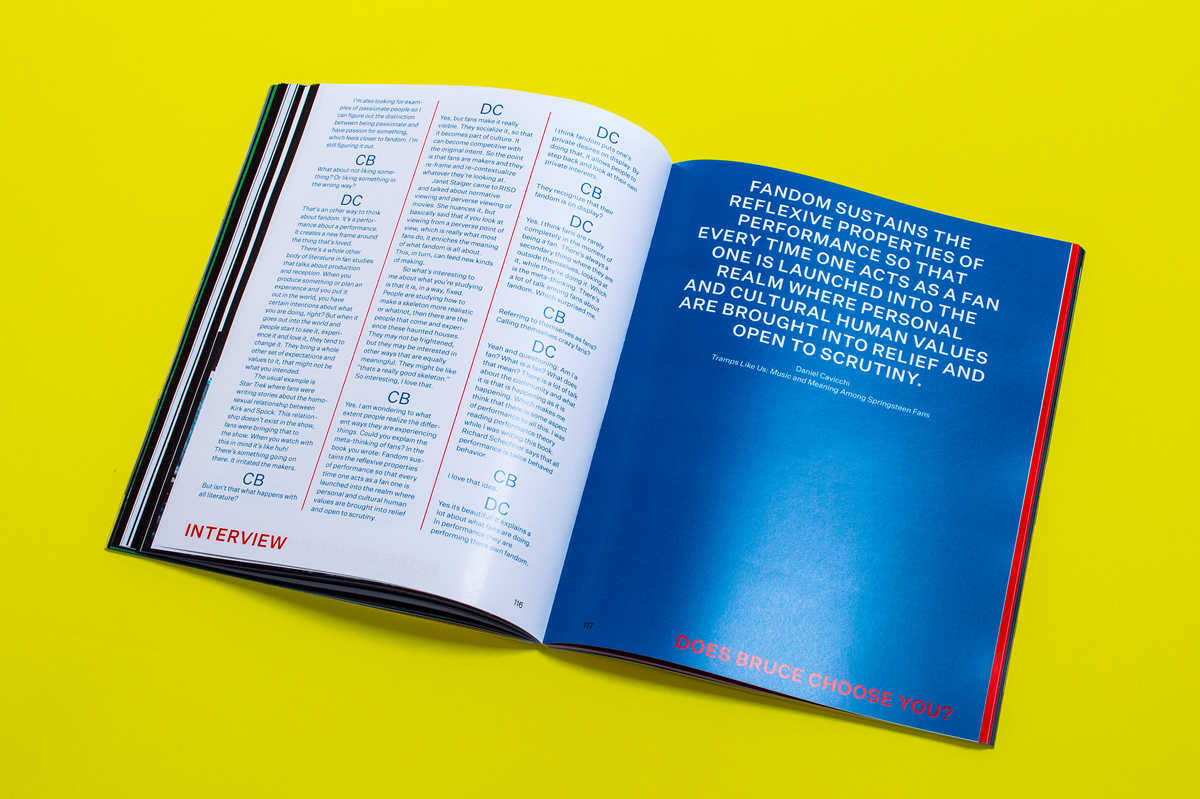 I'm also looking for exam-
ples of passionate people so I
can figure out the distinction
between being passionate and
have passion for something,
which feels closer to fandom. I'm
still figuring it out.
CB
What about not liking some-
thing? Or liking something in
the wrong way?
DC
That's an other way to think
about fandom. It's a perfor-
mance about a performance.
It creates a new frame around
the thing that's loved.
There's a whole other
body of literature in fan studies
that talks about production
and reception. When you
produce something or plan an
experience and you put it
out in the world, you have
certain intentions about what
you are doing, right? But when it
goes out into the world and
people start to see it, experi-
ence it and love it, they tend to
change it. They bring a whole
other set of expectations and
values to it, that might not be
what you intended.
The usual example is
Star Trek where fans were
writing stories about the homo-
sexual relationship between
Kirk and Spock. This relation-
ship doesn't exist in the show,
fans were bringing that to
the show. When you watch with
this in mind it's like huh!
There's something going on
there. It irritated the makers.
CB
But isn't that what happens with
all literature?
DC
Yes, but fans make it really
visible. They socialize it, so that
it becomes part of culture. It
can become competitive with
the original intent. So the point
is that fans are makers and they
re-frame and re-contextualize
whatever they're looking at.
Janet Staiger came to RISD
and talked about normative
viewing and perverse viewing of
movies. She nuances it, but
basically said that if you look at
viewing from a perverse point of
view, which is really what most
fans do, it enriches the meaning
of what fandom is all about.
This, in turn, can feed new kinds
of making.
So what's interesting to
me about what you're studying
is that it is, in a way, fixed.
People are studying how to
make a skeleton more realistic
or whatnot, then there are the
people that come and experi-
ence these haunted houses.
They may not be frightened,
but they may be interested in
other ways that are equally
meaningful. They might be like
"thats a really good skeleton."
So interesting, I love that.
CB
Yes. I am wondering to what
extent people realize the differ-
ent ways they are experiencing
things. Could you explain the
meta-thinking of fans? In the
book you wrote: Fandom sus-
tains the reflexive properties
of performance so that every
time one acts as a fan one is
launched into the realm where
personal and cultural human
values are brought into relief
and open to scrutiny.
DC
I think fandom puts one's
private desires on display. By
doing that, it allows people to
step back and look at their own
private interests.
CB
They recognize that their
fandom is on display?
DC
Yes. I think fans are rarely
completely in the moment of
being a fan. There's always a
secondary thing where they are
outside themselves, looking at
it, while they're doing it. Which
is the meta-thinking. There's
a lot of talk among fans about
fandom. Which surprised me.
CB
Referring to themselves as fans?
Calling themselves crazy fans?
DC
Yeah and questioning: Am I a
fan? What is a fan? What does
that mean? There is a lot of talk
about the community and what
it is that is happening as it is
happening. Which makes me
think that there is some aspect
of performance to all this. I was
reading performance theory
while I was writing this book.
Richard Schechner says that all
performance is twice behaved
behavior.
CB
I love that idea.
DC
Yes its beautiful! It explains a
lot about what fans are doing.
In performance they are
performing there own fandom.
INTERVIEW
116
FANDOM SUSTAINS THE
REFLEXIVE PROPERTIES OF
PERFORMANCE SO THAT
EVERY TIME ONE ACTS AS A FAN
ONE IS LAUNCHED INTO THE
REALM WHERE PERSONAL
AND CULTURAL HUMAN VALUES
ARE BROUGHT INTO RELIEF AND
OPEN TO SCRUTINY.
Daniel Cavicchi
Tramps Like Us: Music and Meaning Among Springsteen Fans
117
DOES BRUCE CHOOSE YOU?